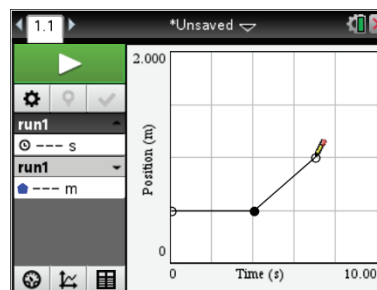 1.1
*Unsaved
run1
--- s
run1
--- m
2.000
Position (m)
0
0
Time (s)
10.00